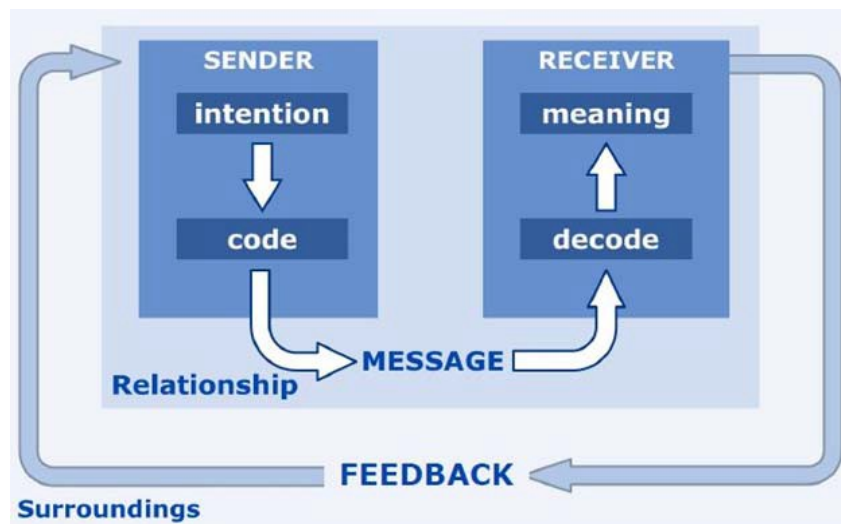 SENDER
intention
code
RECEIVER
meaning
decode
MESSAGE
Relationship
FEEDBACK
Surroundings